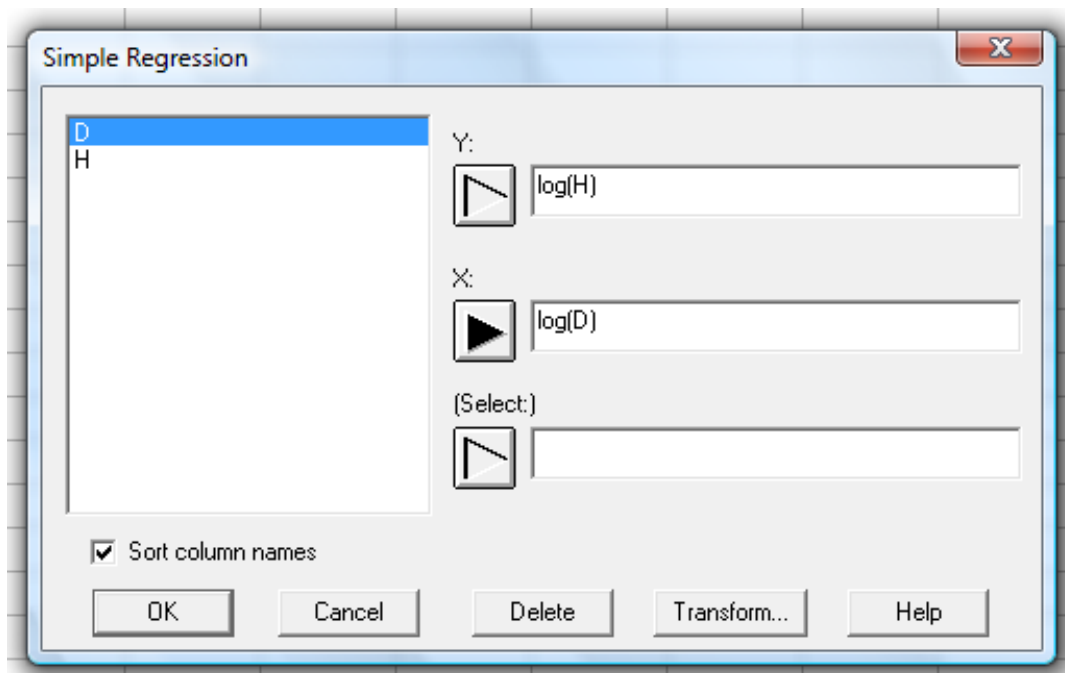 Simple Regression
D
H
Y:
log(H)
X:
log(D)
(Select:)
Sort column names
OK
Cancel
Delete
Transform...
Help